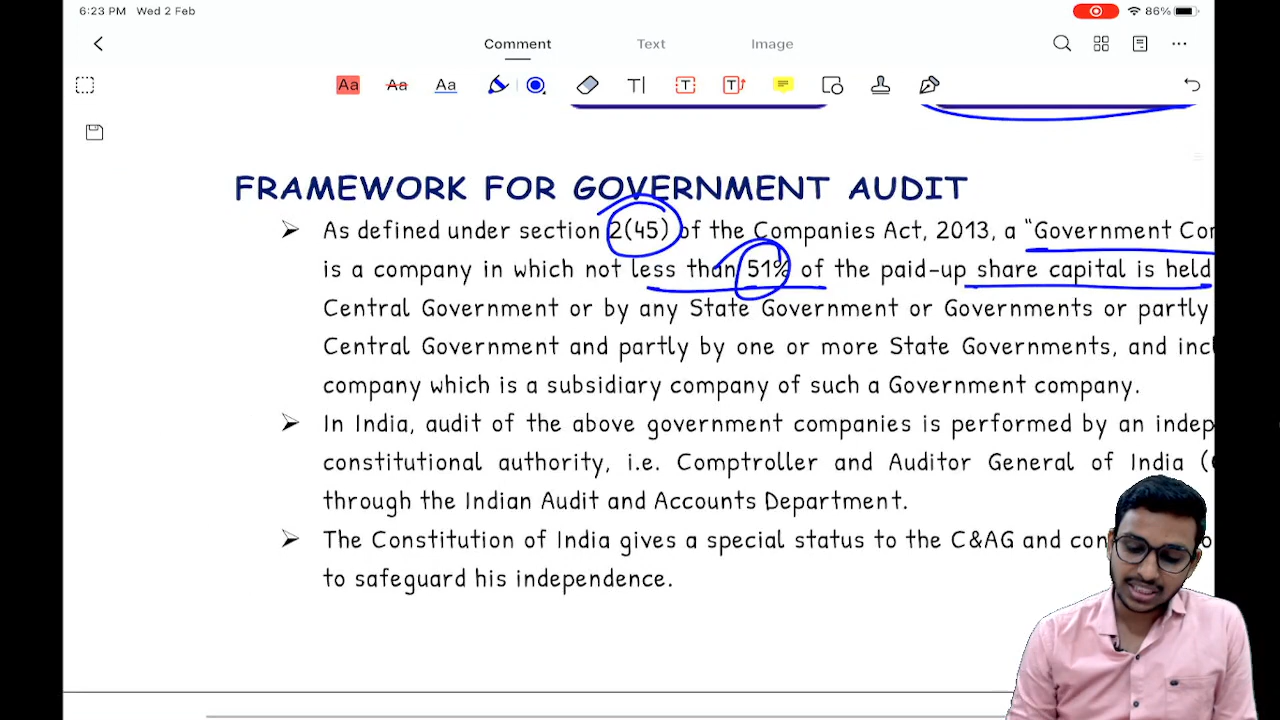 6:23 PM Wed 2 Feb
86%
Comment Text Image
Aa Aa Aa T T T
FRAMEWORK FOR GOVERNMENT AUDIT
➤ As defined under section 2(45) of the Companies Act, 2013, a “Government
is a company in which not less than 51% of the paid-up share capital is held
Central Government or by any State Government or Governments or partly
Central Government and partly by one or more State Governments, and
company which is a subsidiary company of such a Government company.
➤ In India, audit of the above government companies is performed by an
constitutional authority, i.e. Comptroller and Auditor General of India
through the Indian Audit and Accounts Department.
➤ The Constitution of India gives a special status to the C&AG and
to safeguard his independence.